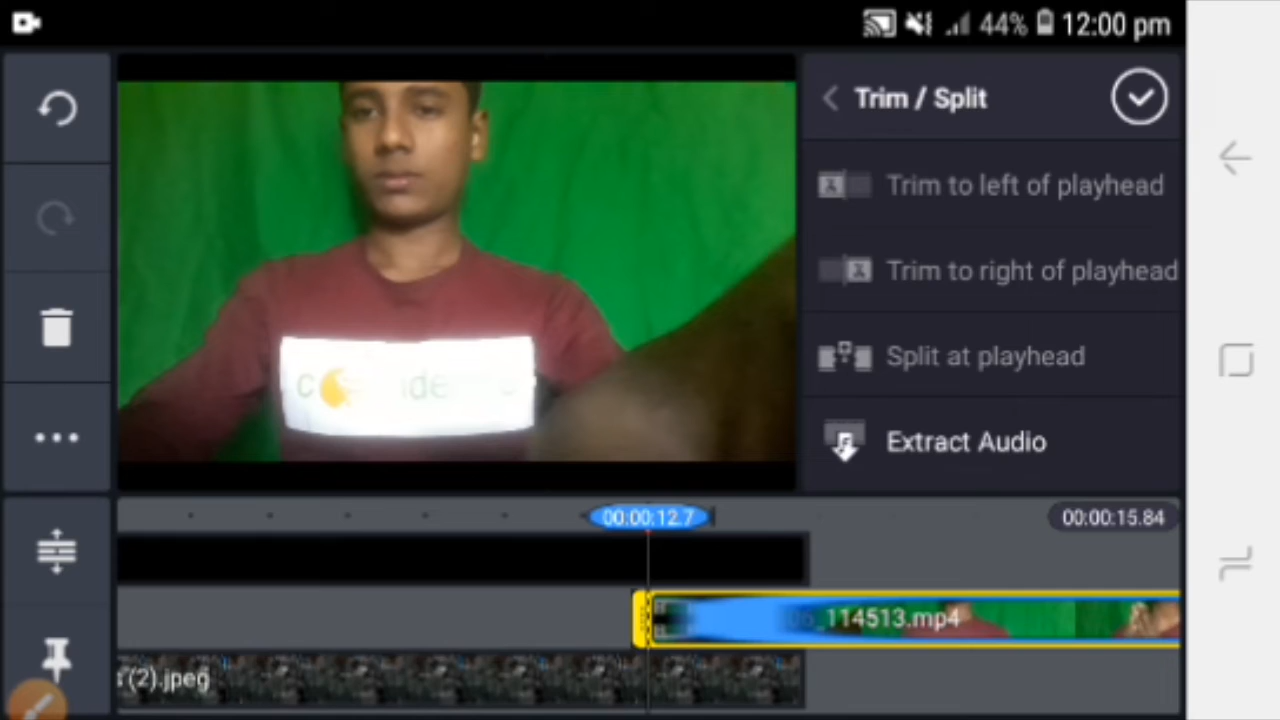 44% 12:00 pm
Trim / Split
Trim to left of playhead
Trim to right of playhead
Split at playhead
Extract Audio
00:00:12.7
00:00:15.84
_114513.mp4
(2).jpeg